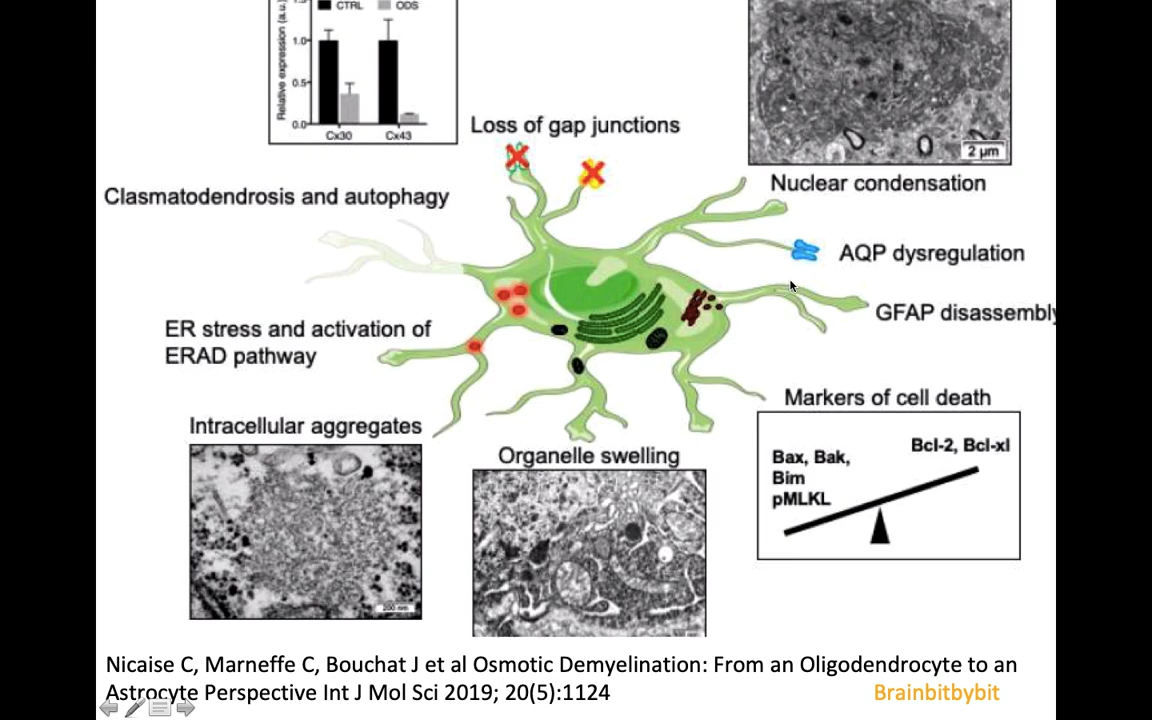 CTRL ODS
Relative expression (a.u.)
1.0
0.5
0.0
Cx30 Cx43
Loss of gap junctions
2 µm
Nuclear condensation
Clasmatodendrosis and autophagy
AQP dysregulation
GFAP disassembly
ER stress and activation of
ERAD pathway
Markers of cell death
Intracellular aggregates
Bcl-2, Bcl-xl
Bax, Bak,
Bim
pMLKL
Organelle swelling
200 nm
Nicaise C, Marneffe C, Bouchat J et al Osmotic Demyelination: From an Oligodendrocyte to an
Astrocyte Perspective Int J Mol Sci 2019; 20(5):1124
Brainbitbybit